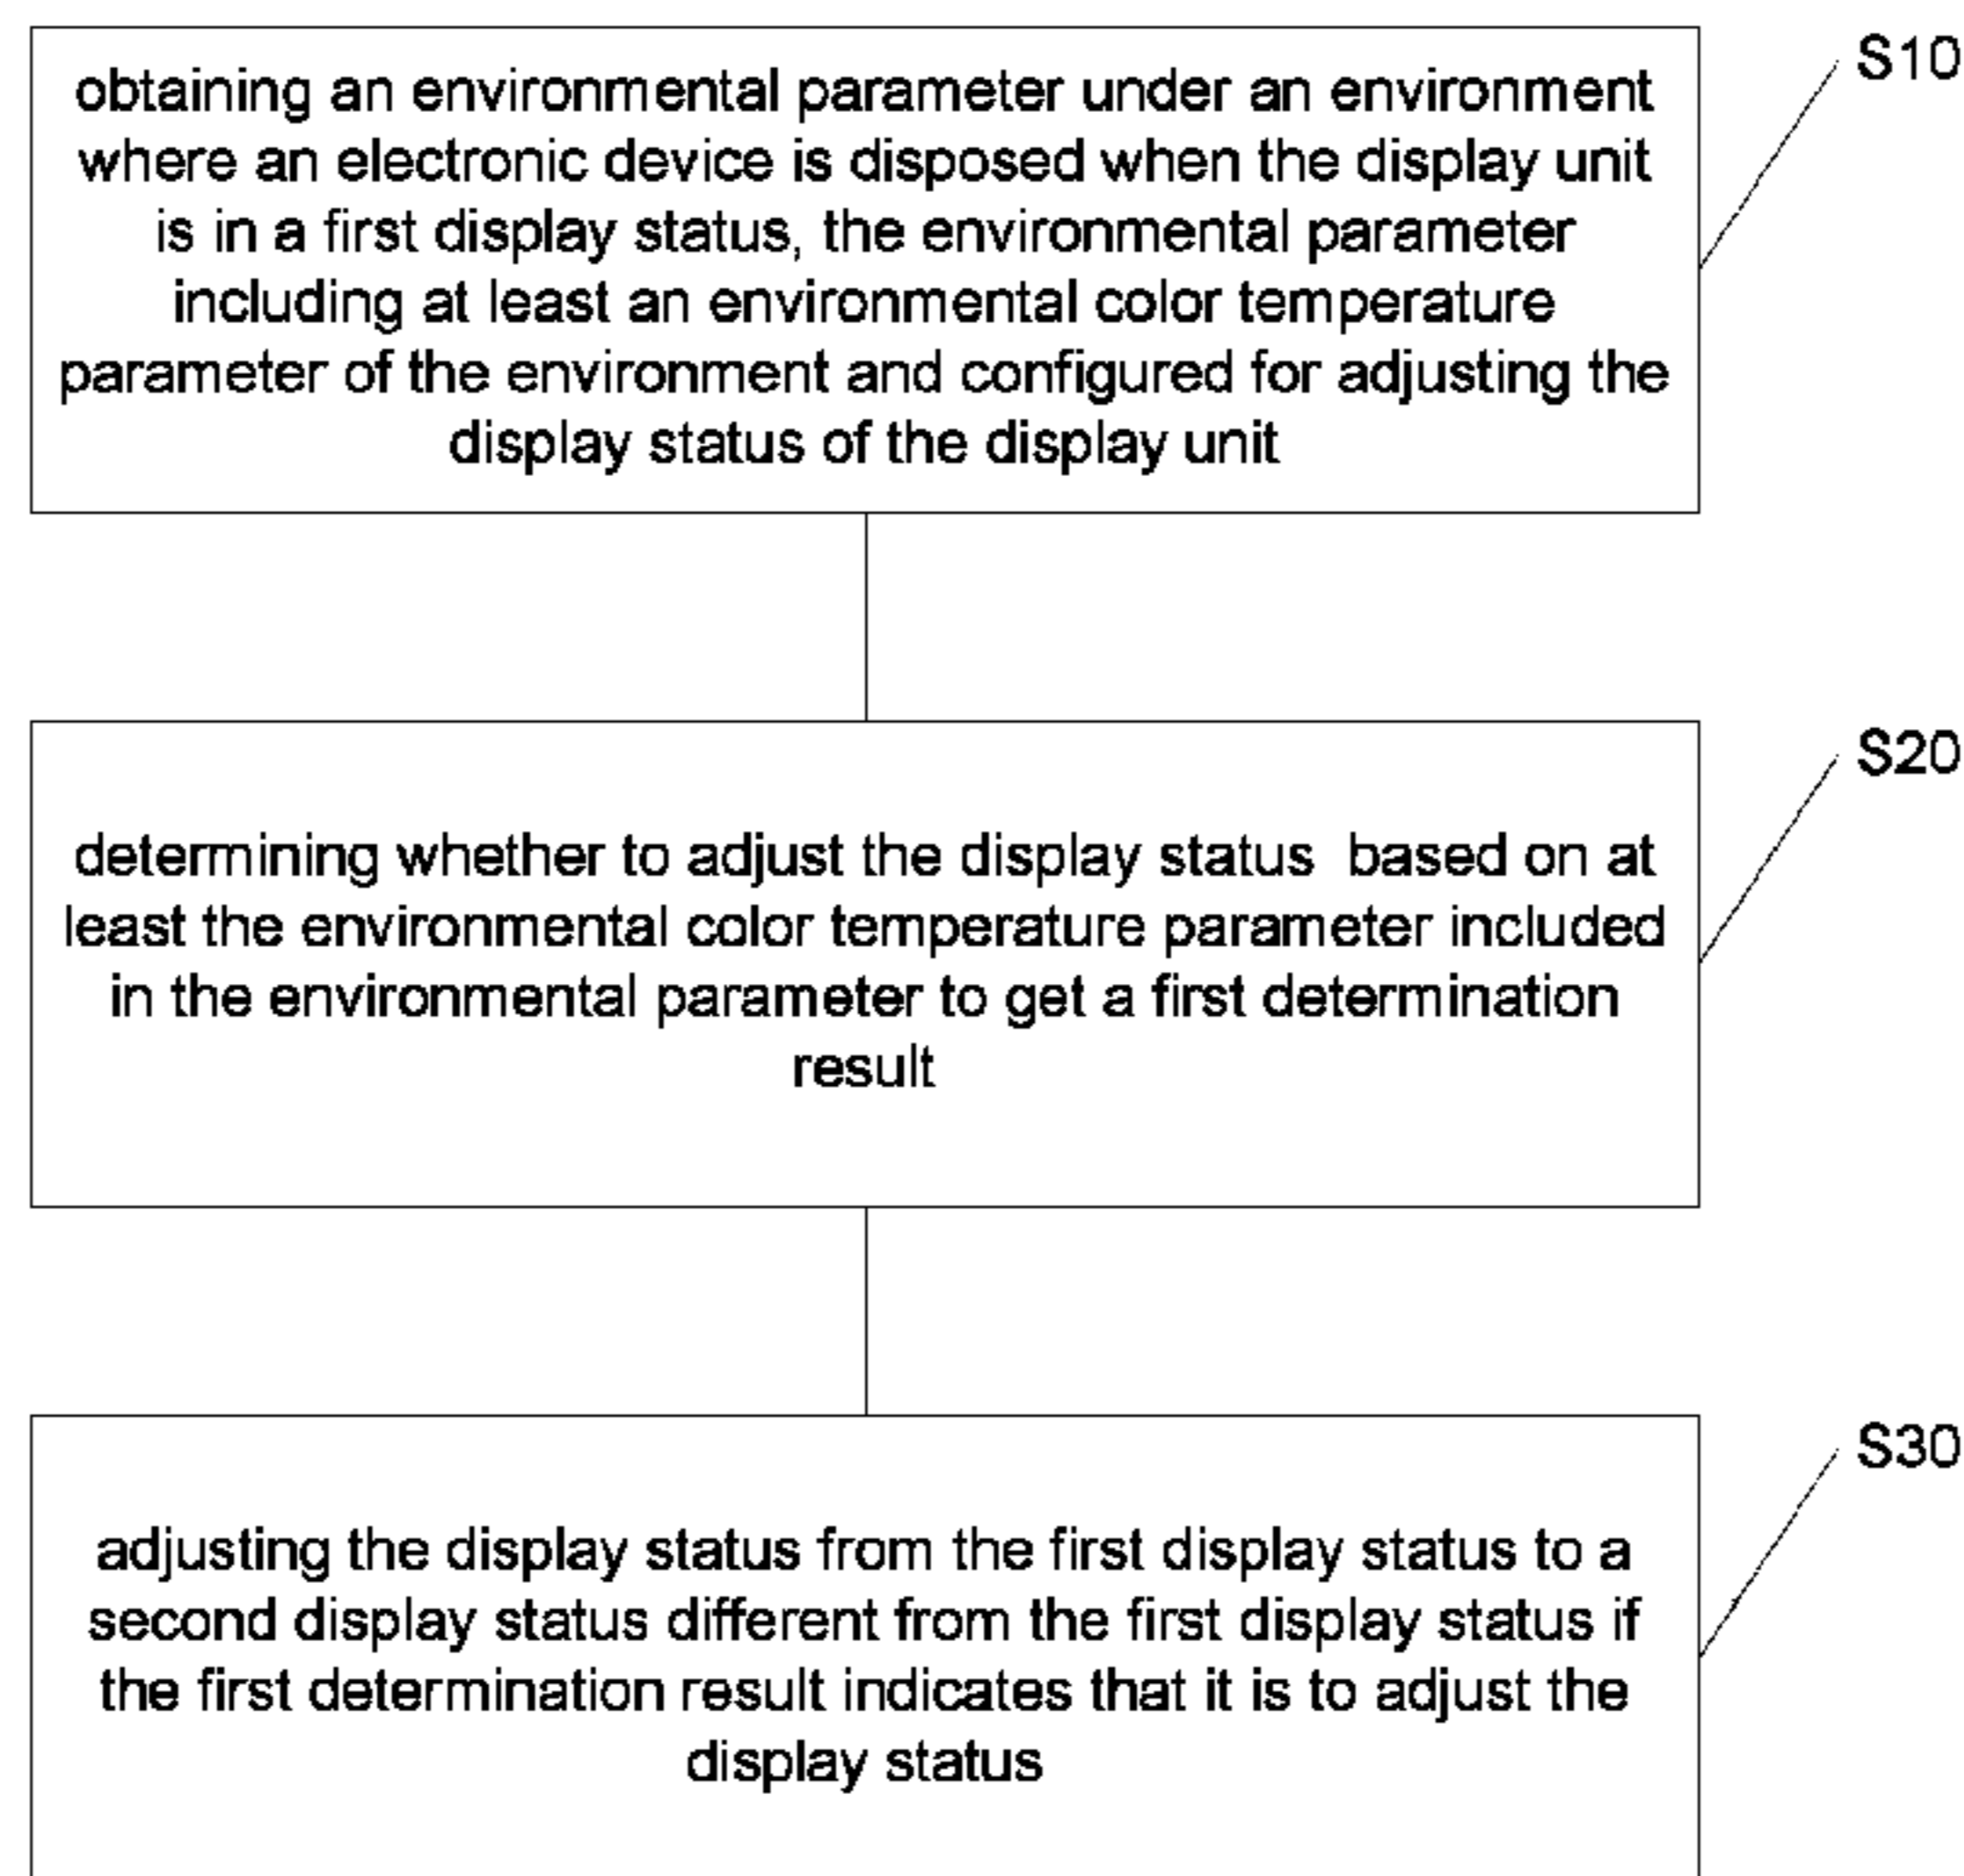 S10
obtaining an environmental parameter under an environment
where an electronic device is disposed when the display unit
is in a first display status, the environmental parameter
including at least an environmental color temperature
parameter of the environment and configured for adjusting the
display status of the display unit
S20
determining whether to adjust the display status based on at
least the environmental color temperature parameter included
in the environmental parameter to get a first determination
result
S30
adjusting the display status from the first display status to a
second display status different from the first display status if
the first determination result indicates that it is to adjust the
display status